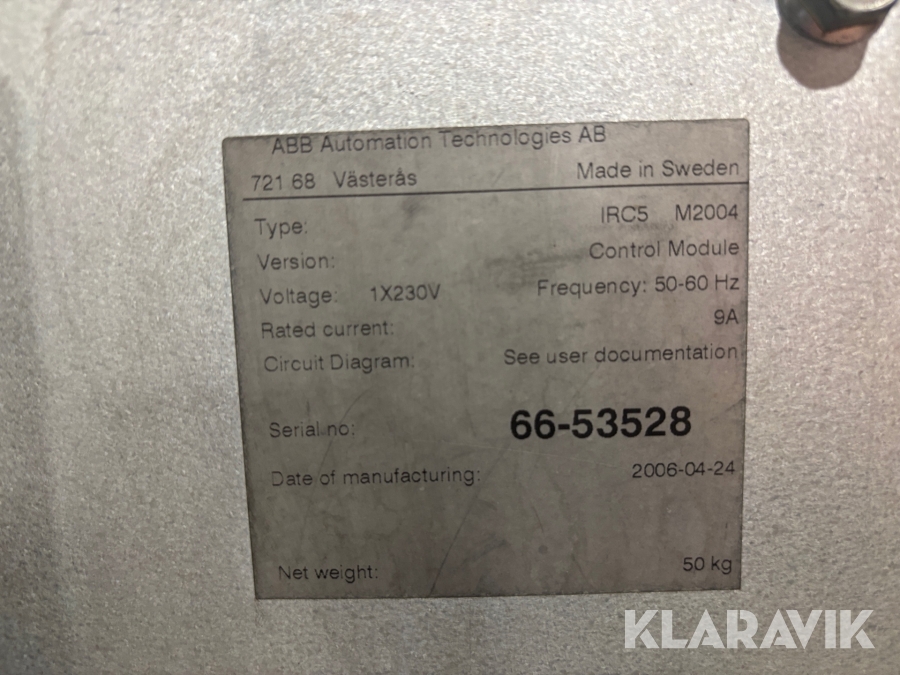 ABB Automation Technologies AB
721 68 Västerås Made in Sweden
Type: IRC5 M2004
Version: Control Module
Voltage: 1X230V Frequency: 50-60 Hz
Rated current: 9A
Circuit Diagram: See user documentation
Serial no: 66-53528
Date of manufacturing: 2006-04-24
Net weight: 50 kg
KLARAVIK